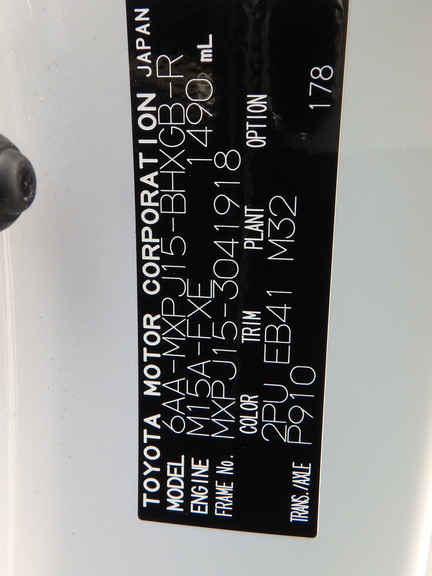 TOYOTA MOTOR CORPORATION JAPAN
MODEL 6AA-MXPJ15-BHXGB-R
ENGINE M15A-EXE 1490 mL
FRAME No. MXPJ15-3041918
COLOR TRIM PLANT OPTION
2PU EB41 M32 178
TRANS./AXLE P910